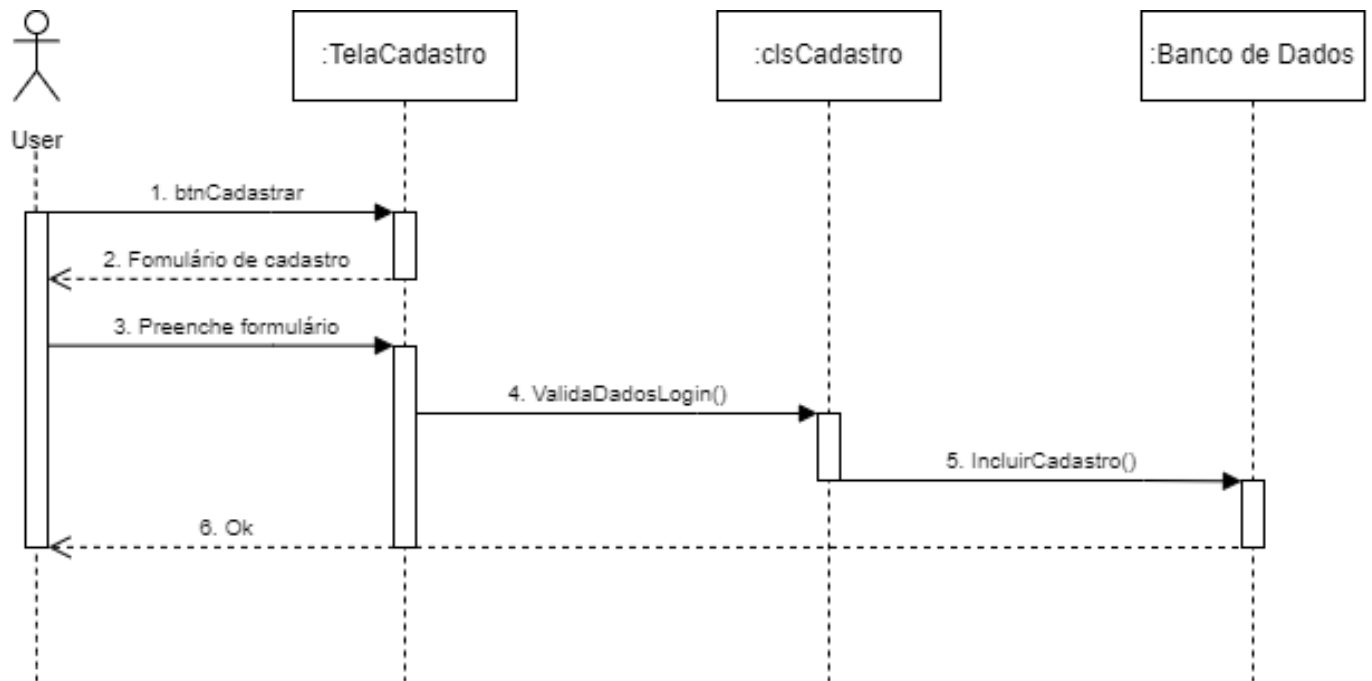 :TelaCadastro
:clsCadastro
:Banco de Dados
User
1. btnCadastrar
2. Fomulário de cadastro
3. Preenche formulário
4. ValidaDadosLogin()
5. IncluirCadastro()
6. Ok